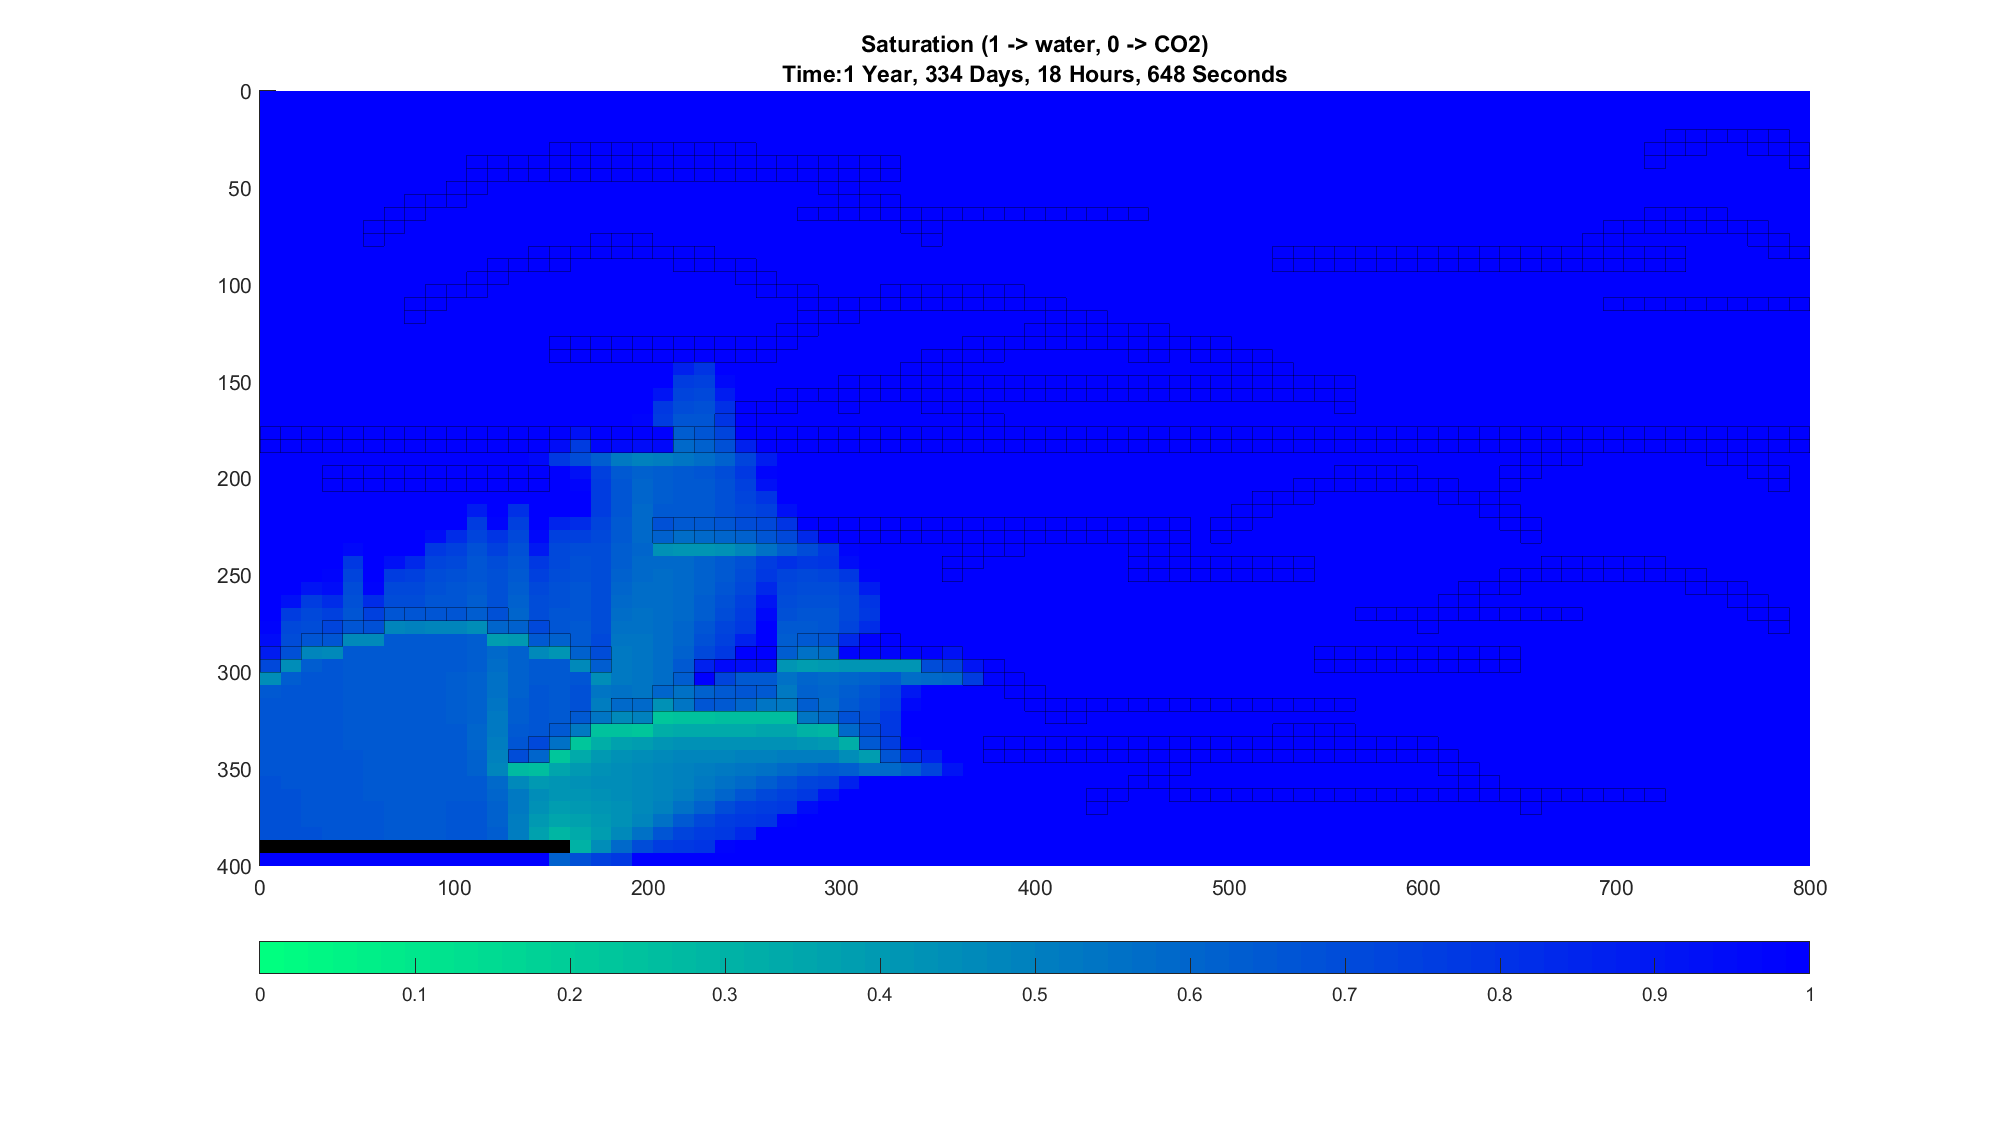 Saturation (1 -> water, 0 -> CO2)
Time:1 Year, 334 Days, 18 Hours, 648 Seconds
0
50
100
150
200
250
300
350
400
0 100 200 300 400 500 600 700 800
0 0.1 0.2 0.3 0.4 0.5 0.6 0.7 0.8 0.9 1